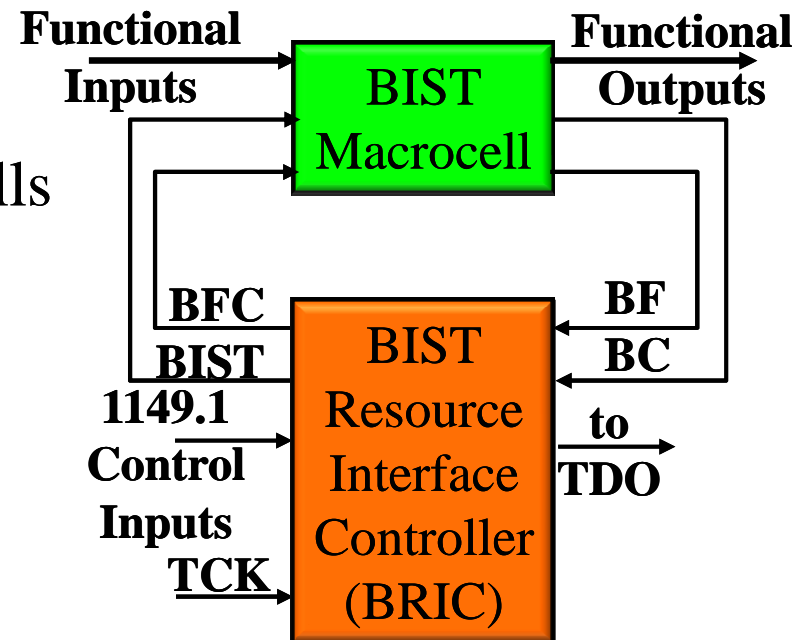 Functional
Inputs
BIST
Macrocell
Functional
Outputs
lls
BFC
BIST
1149.1
Control
Inputs
TCK
BIST
Resource
Interface
Controller
(BRIC)
BF
BC
to
TDO